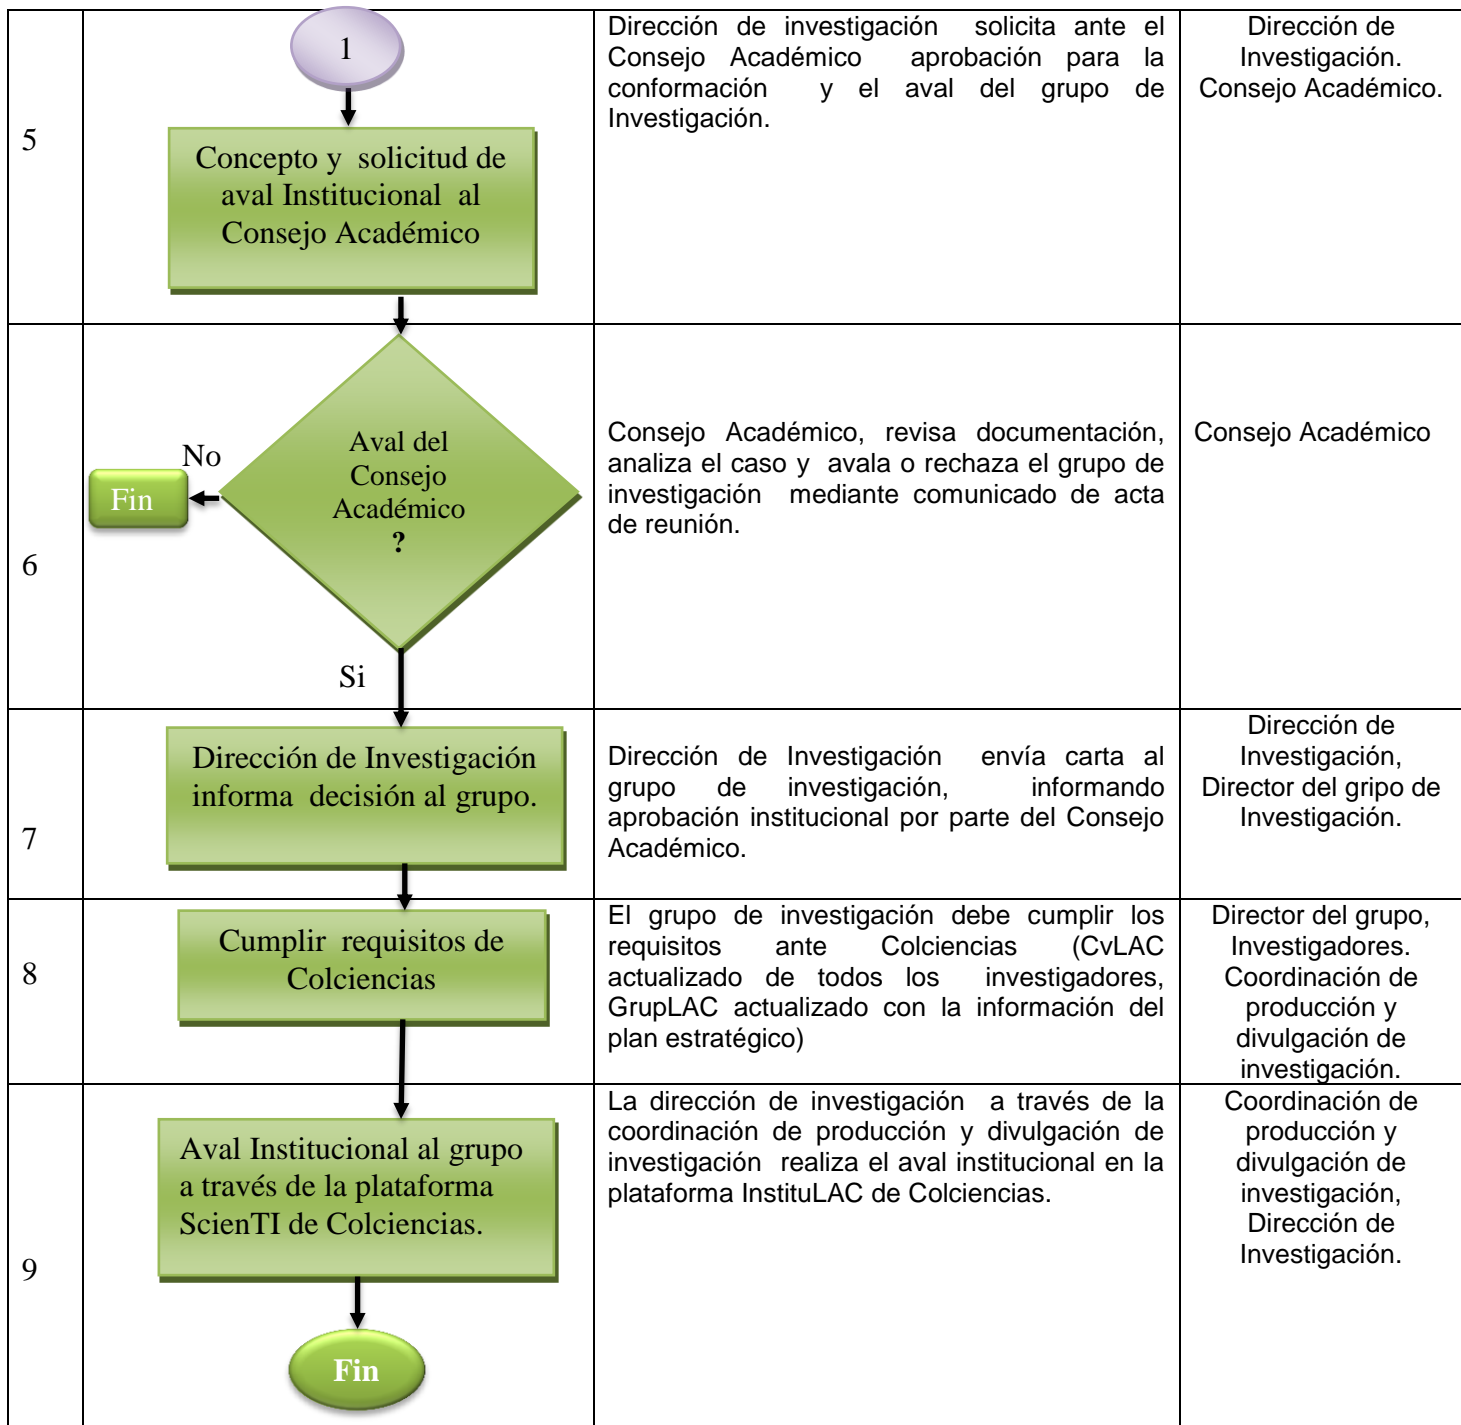 5
1
Concepto y solicitud de
aval Institucional al
Consejo Académico
Dirección de investigación solicita ante el
Consejo Académico aprobación para la
conformación y el aval del grupo de
Investigación.
Dirección de
Investigación.
Consejo Académico.
6
Aval del
Consejo
Académico
?
No
Fin
Si
Consejo Académico, revisa documentación,
analiza el caso y avala o rechaza el grupo de
investigación mediante comunicado de acta
de reunión.
Consejo Académico
7
Dirección de Investigación
informa decisión al grupo.
Dirección de Investigación envía carta al
grupo de investigación, informando
aprobación institucional por parte del Consejo
Académico.
Dirección de
Investigación,
Director del gripo de
Investigación.
8
Cumplir requisitos de
Colciencias
El grupo de investigación debe cumplir los
requisitos ante Colciencias (CvLAC
actualizado de todos los investigadores,
GrupLAC actualizado con la información del
plan estratégico)
Director del grupo,
Investigadores.
Coordinación de
producción y
divulgación de
investigación.
9
Aval Institucional al grupo
a través de la plataforma
ScienTI de Colciencias.
Fin
La dirección de investigación a través de la
coordinación de producción y divulgación de
investigación realiza el aval institucional en la
plataforma InstituLAC de Colciencias.
Coordinación de
producción y
divulgación de
investigación,
Dirección de
Investigación.